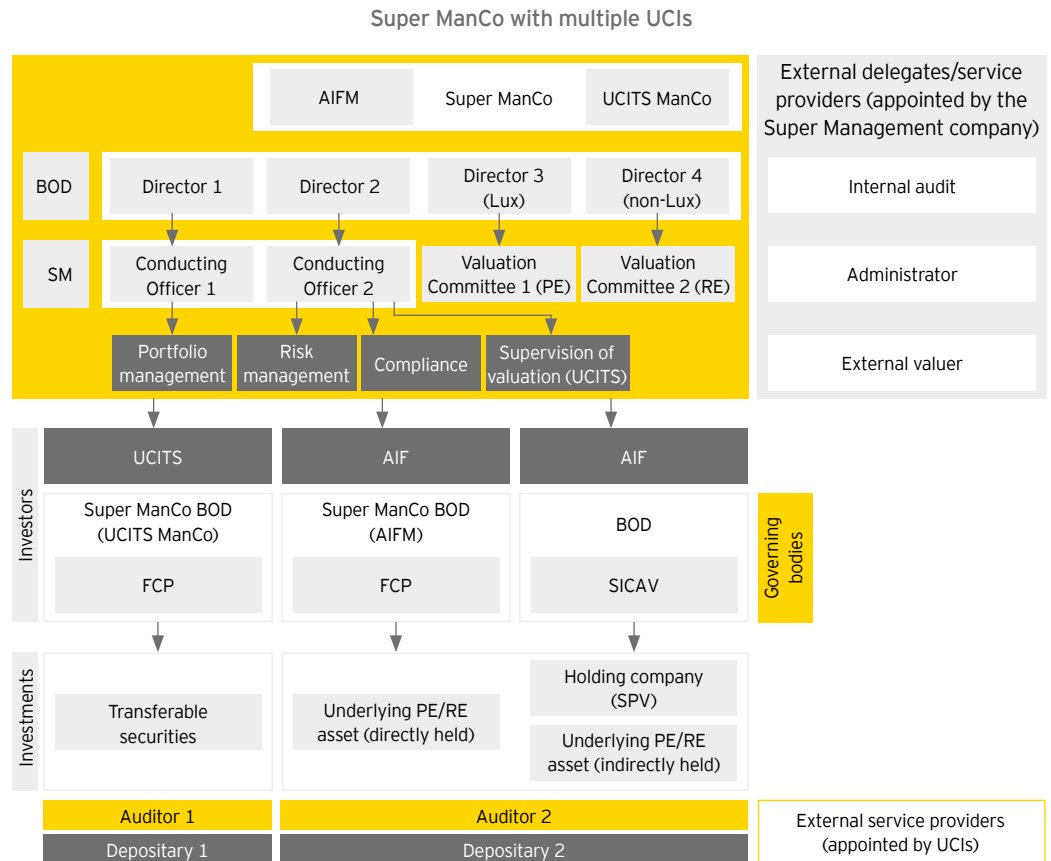 Super ManCo with multiple UCIs
AIFM
Super ManCo
UCITS ManCo
External delegates/service
providers (appointed by the
Super Management company)
BOD
Director 1
Director 2
Director 3
(Lux)
Director 4
(non-Lux)
Internal audit
SM
Conducting
Officer 1
Conducting
Officer 2
Valuation
Committee 1 (PE)
Valuation
Committee 2 (RE)
Administrator
Portfolio
management
Risk
management
Compliance
Supervision of
valuation (UCITS)
External valuer
Investors
UCITS
AIF
AIF
Super ManCo BOD
(UCITS ManCo)
Super ManCo BOD
(AIFM)
BOD
FCP
FCP
SICAV
Governing
bodies
Investments
Transferable
securities
Underlying PE/RE
asset (directly held)
Holding company
(SPV)
Underlying PE/RE
asset (indirectly held)
Auditor 1
Auditor 2
Depositary 1
Depositary 2
External service providers
(appointed by UCIs)